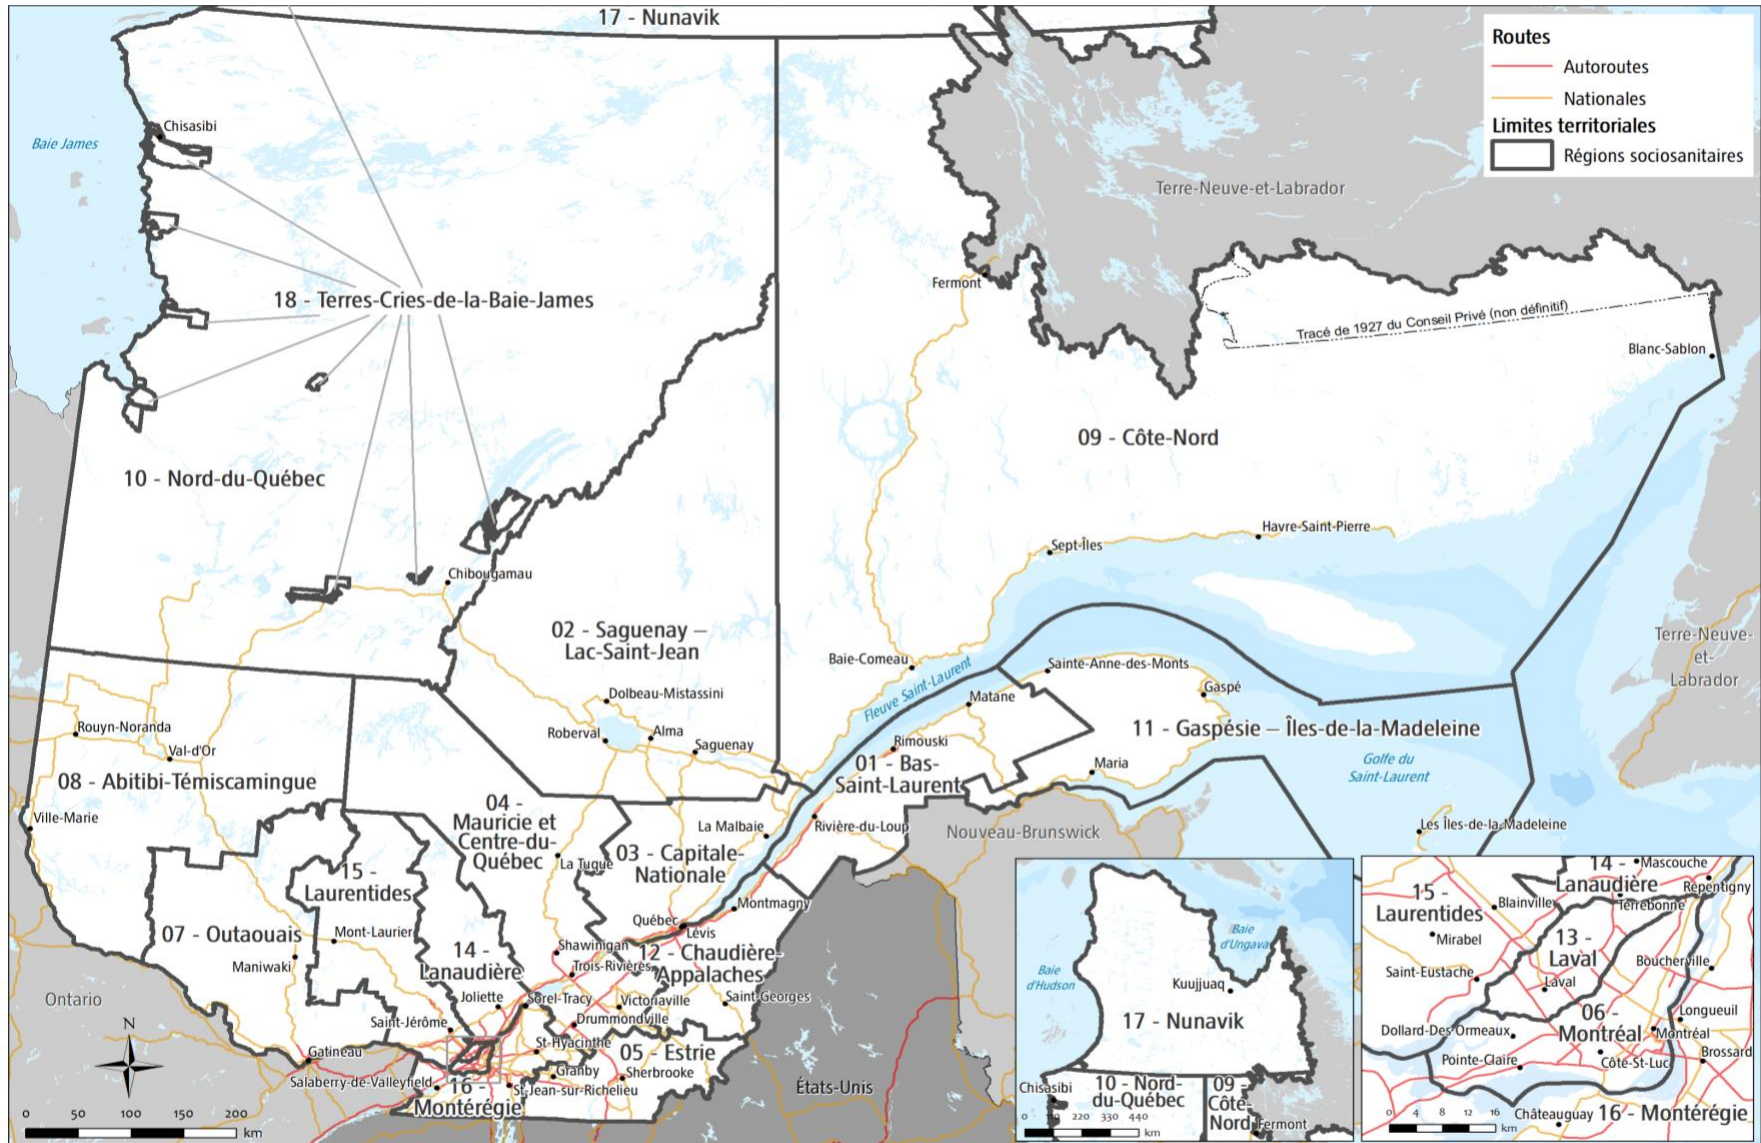 17 - Nunavik
Routes
Autoroutes
Nationales
Limites territoriales
Régions sociosanitaires
Chisasibi
Baie James
Terre-Neuve-et-Labrador
Fermont
18 - Terres-Cries-de-la-Baie-James
Tracé de 1927 du Conseil Privé (non définitif)
Blanc-Sablon
09 - Côte-Nord
10 - Nord-du-Québec
Havre-Saint-Pierre
Sept-Îles
Chibougamau
02 - Saguenay –
Lac-Saint-Jean
Baie-Comeau
Fleuve Saint-Laurent
Sainte-Anne-des-Monts
Terre-Neuve-
et-
Labrador
Dolbeau-Mistassini
Matane
Gaspé
Rouyn-Noranda
Val-d'Or
Roberval
Alma
Saguenay
Rimouski
11 - Gaspésie – Îles-de-la-Madeleine
Maria
Golfe du
Saint-Laurent
01 - Bas-
Saint-Laurent
08 - Abitibi-Témiscamingue
Ville-Marie
04 -
Mauricie et
Centre-du-
Québec
La Tuque
La Malbaie
Rivière-du-Loup
Nouveau-Brunswick
Les Îles-de-la-Madeleine
03 - Capitale-
Nationale
15 -
Laurentides
07 - Outaouais
Mont-Laurier
Maniwaki
14 -
Lanaudière
Québec
Lévis
Montmagny
Shawinigan
Trois-Rivières
12 - Chaudière-
Appalaches
Joliette
Sorel-Tracy
Victoriaville
Saint-Georges
Drummondville
Saint-Jérôme
St-Hyacinthe
05 - Estrie
Granby
Sherbrooke
Ontario
N
Gatineau
Salaberry-de-Valleyfield
St-Jean-sur-Richelieu
16 -
Montérégie
États-Unis
0 50 100 150 200
km
Baie
d'Ungava
Baie
d'Hudson
Kuujjuaq
17 - Nunavik
Chisasibi
10 - Nord-
du-Québec
09 -
Côte-
Nord
Fermont
0 110 220 330 440
km
14 -
Lanaudière
Mascouche
Repentigny
Terrebonne
15 -
Laurentides
Blainville
Mirabel
13 -
Laval
Boucherville
Saint-Eustache
Laval
06 -
Montréal
Longueuil
Dollard-Des Ormeaux
Montréal
Pointe-Claire
Côte-St-Luc
Brossard
Châteauguay
16 - Montérégie
0 4 8 12 16
km